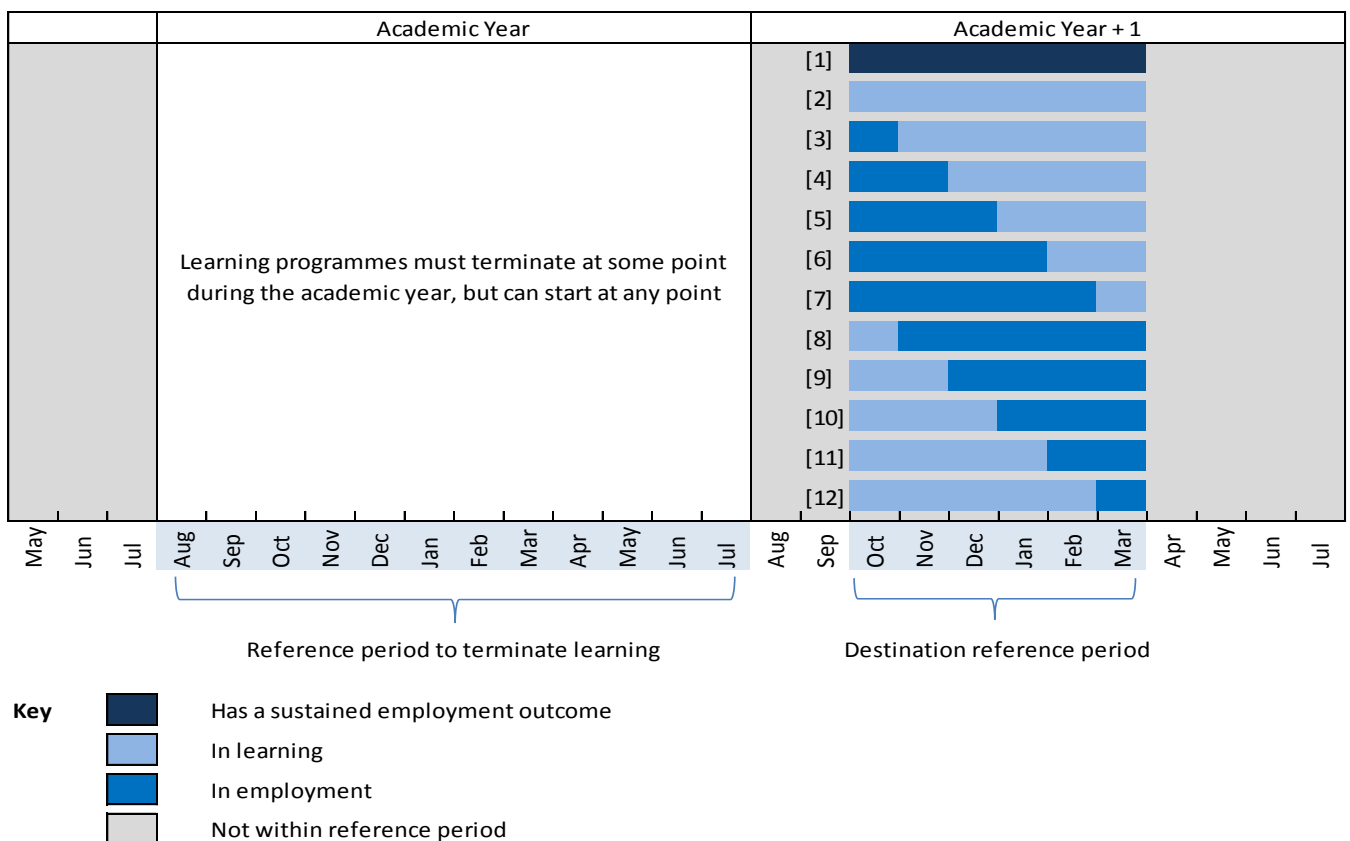 Academic Year
Academic Year + 1
[1]
[2]
[3]
[4]
[5]
[6]
[7]
[8]
[9]
[10]
[11]
[12]
Learning programmes must terminate at some point
during the academic year, but can start at any point
May
Jun
Jul
Aug
Sep
Oct
Nov
Dec
Jan
Feb
Mar
Apr
May
Jun
Jul
Aug
Sep
Oct
Nov
Dec
Jan
Feb
Mar
Apr
May
Jun
Jul
Reference period to terminate learning
Destination reference period
Key
Has a sustained employment outcome
In learning
In employment
Not within reference period